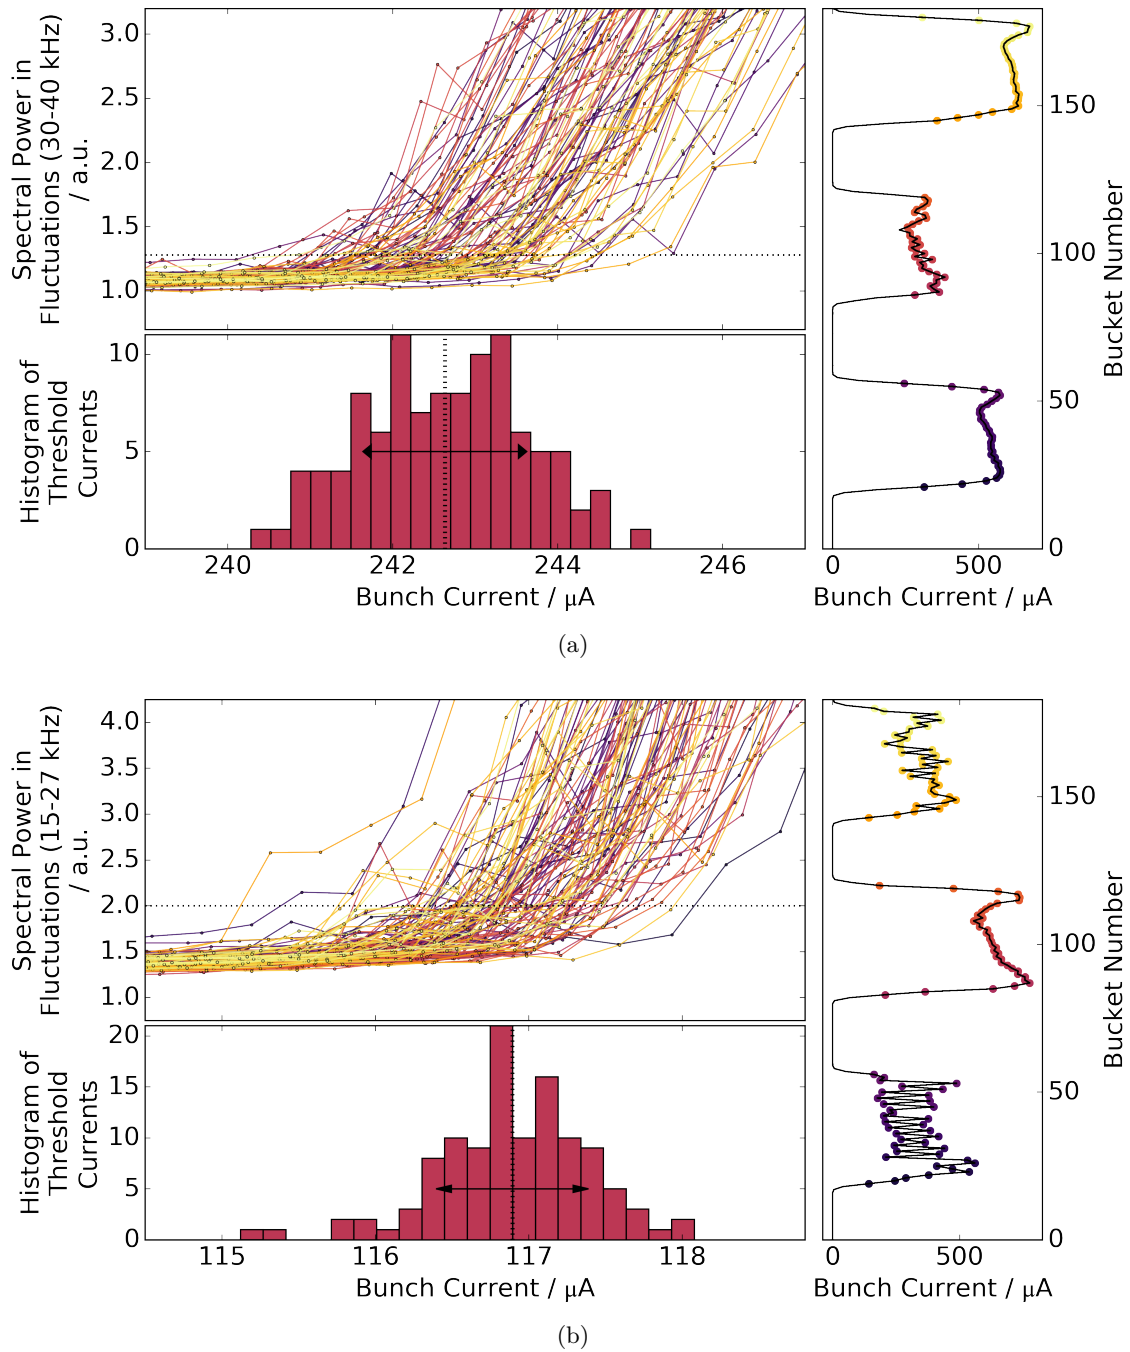 Spectral Power in
Fluctuations (30-40 kHz)
/ a.u.
3.0
2.5
2.0
1.5
1.0
Histogram of
Threshold
Currents
10
5
0
240
242
244
246
Bunch Current / μA
150
100
50
0
Bucket Number
0
500
Bunch Current / μA
(a)
Spectral Power in
Fluctuations (15-27 kHz)
/ a.u.
4.0
3.5
3.0
2.5
2.0
1.5
1.0
Histogram of
Threshold
Currents
20
15
10
5
0
115
116
117
118
Bunch Current / μA
150
100
50
0
Bucket Number
0
500
Bunch Current / μA
(b)